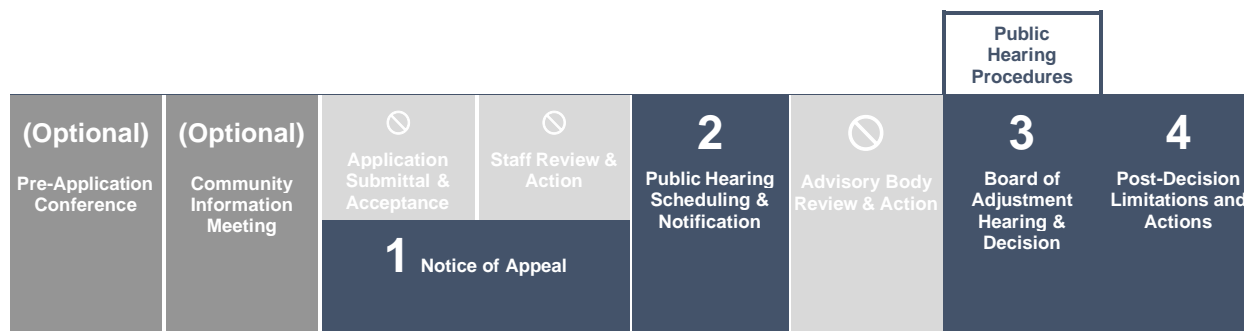 Public
Hearing
Procedures
(Optional)
Pre-Application
Conference
(Optional)
Community
Information
Meeting
Application
Submittal &
Acceptance
Staff Review &
Action
1 Notice of Appeal
2
Public Hearing
Scheduling &
Notification
Advisory Body
Review & Action
3
Board of
Adjustment
Hearing &
Decision
4
Post-Decision
Limitations and
Actions